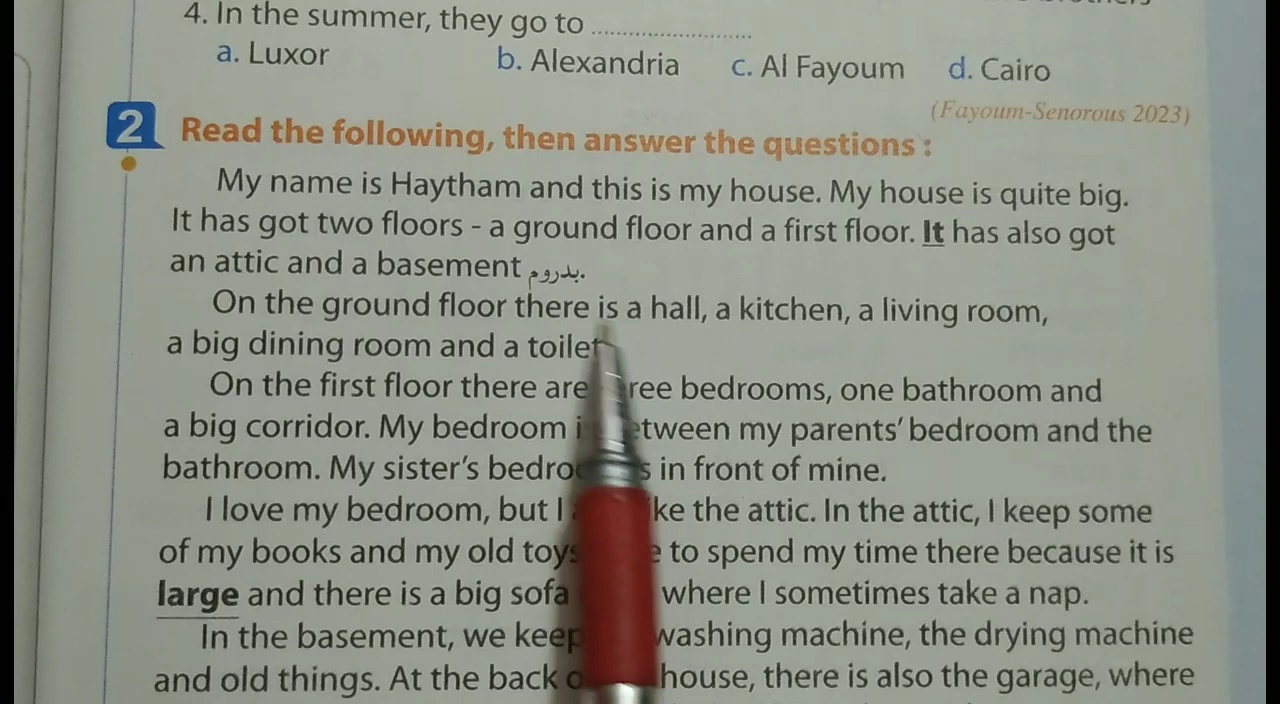 4. In the summer, they go to ........................
a. Luxor b. Alexandria c. Al Fayoum d. Cairo
(Fayoum-Senorous 2023)
2 Read the following, then answer the questions :
My name is Haytham and this is my house. My house is quite big.
It has got two floors - a ground floor and a first floor. It has also got
an attic and a basement بدروم.
On the ground floor there is a hall, a kitchen, a living room,
a big dining room and a toilet
On the first floor there are bedrooms, one bathroom and
a big corridor. My bedroom my parents' bedroom and the
bathroom. My sister's in front of mine.
I love my bedroom, but I the attic. In the attic, I keep some
of my books and my old toys to spend my time there because it is
large and there is a big sofa where I sometimes take a nap.
In the basement, we keep washing machine, the drying machine
and old things. At the back house, there is also the garage, where